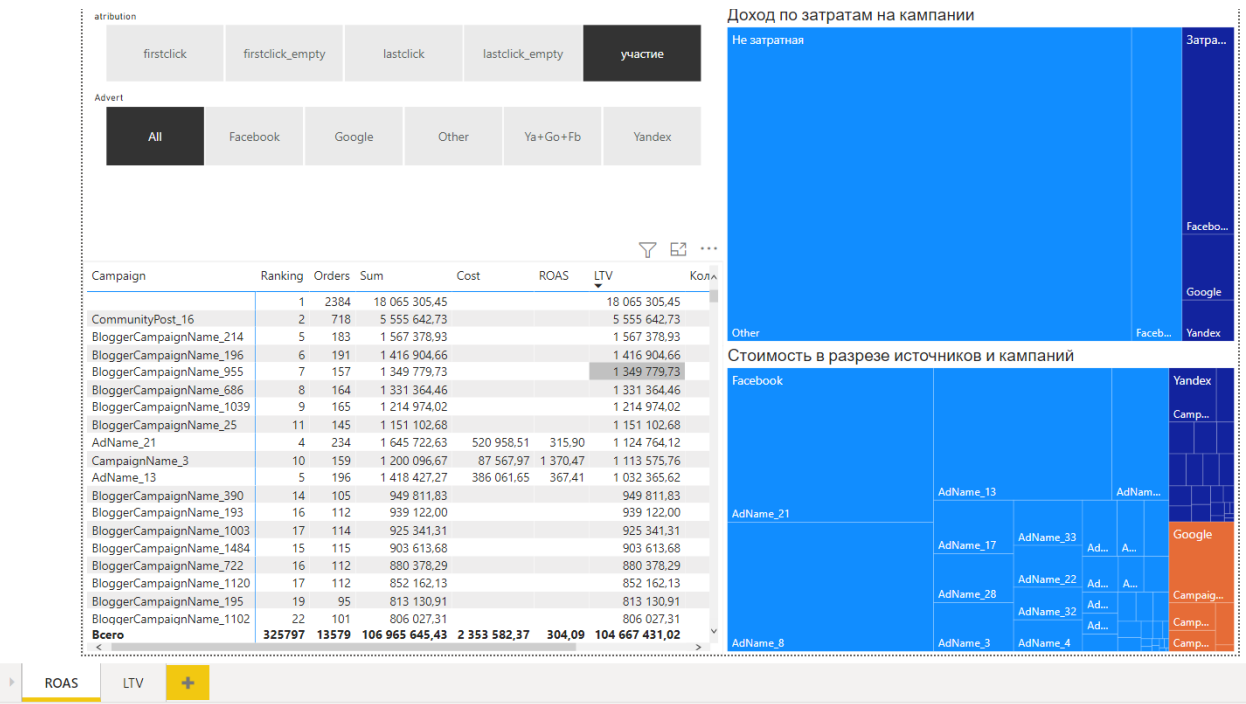 atribution
firstclick firstclick_empty lastclick lastclick_empty участие
Advert
All Facebook Google Other Ya+Go+Fb Yandex
Campaign Ranking Orders Sum Cost ROAS LTV Кол
1 2384 18 065 305,45 18 065 305,45
CommunityPost_16 2 718 5 555 642,73 5 555 642,73
BloggerCampaignName_214 5 183 1 567 378,93 1 567 378,93
BloggerCampaignName_196 6 191 1 416 904,66 1 416 904,66
BloggerCampaignName_955 7 157 1 349 779,73 1 349 779,73
BloggerCampaignName_686 8 164 1 331 364,46 1 331 364,46
BloggerCampaignName_1039 9 165 1 214 974,02 1 214 974,02
BloggerCampaignName_25 11 145 1 151 102,68 1 151 102,68
AdName_21 4 234 1 645 722,63 520 958,51 315,90 1 124 764,12
CampaignName_3 10 159 1 200 096,67 87 567,97 1 370,47 1 113 575,76
AdName_13 5 196 1 418 427,27 386 061,65 367,41 1 032 365,62
BloggerCampaignName_390 14 105 949 811,83 949 811,83
BloggerCampaignName_193 16 112 939 122,00 939 122,00
BloggerCampaignName_1003 17 114 925 341,31 925 341,31
BloggerCampaignName_1484 15 115 903 613,68 903 613,68
BloggerCampaignName_722 16 112 880 378,29 880 378,29
BloggerCampaignName_1120 17 112 852 162,13 852 162,13
BloggerCampaignName_195 19 95 813 130,91 813 130,91
BloggerCampaignName_1102 22 101 806 027,31 806 027,31
Всего 325797 13579 106 965 645,43 2 353 582,37 304,09 104 667 431,02
Доход по затратам на кампании
Не затратная Затра...
Facebo...
Google
Other Faceb... Yandex
Стоимость в разрезе источников и кампаний
Facebook Yandex
Camp...
AdName_13 AdNam...
AdName_21
Google
AdName_17 AdName_33 Ad... A...
AdName_22 Ad... A...
AdName_28 Campaig...
AdName_32 Ad...
Ad... Camp...
AdName_8 AdName_3 AdName_4 Camp...
ROAS LTV